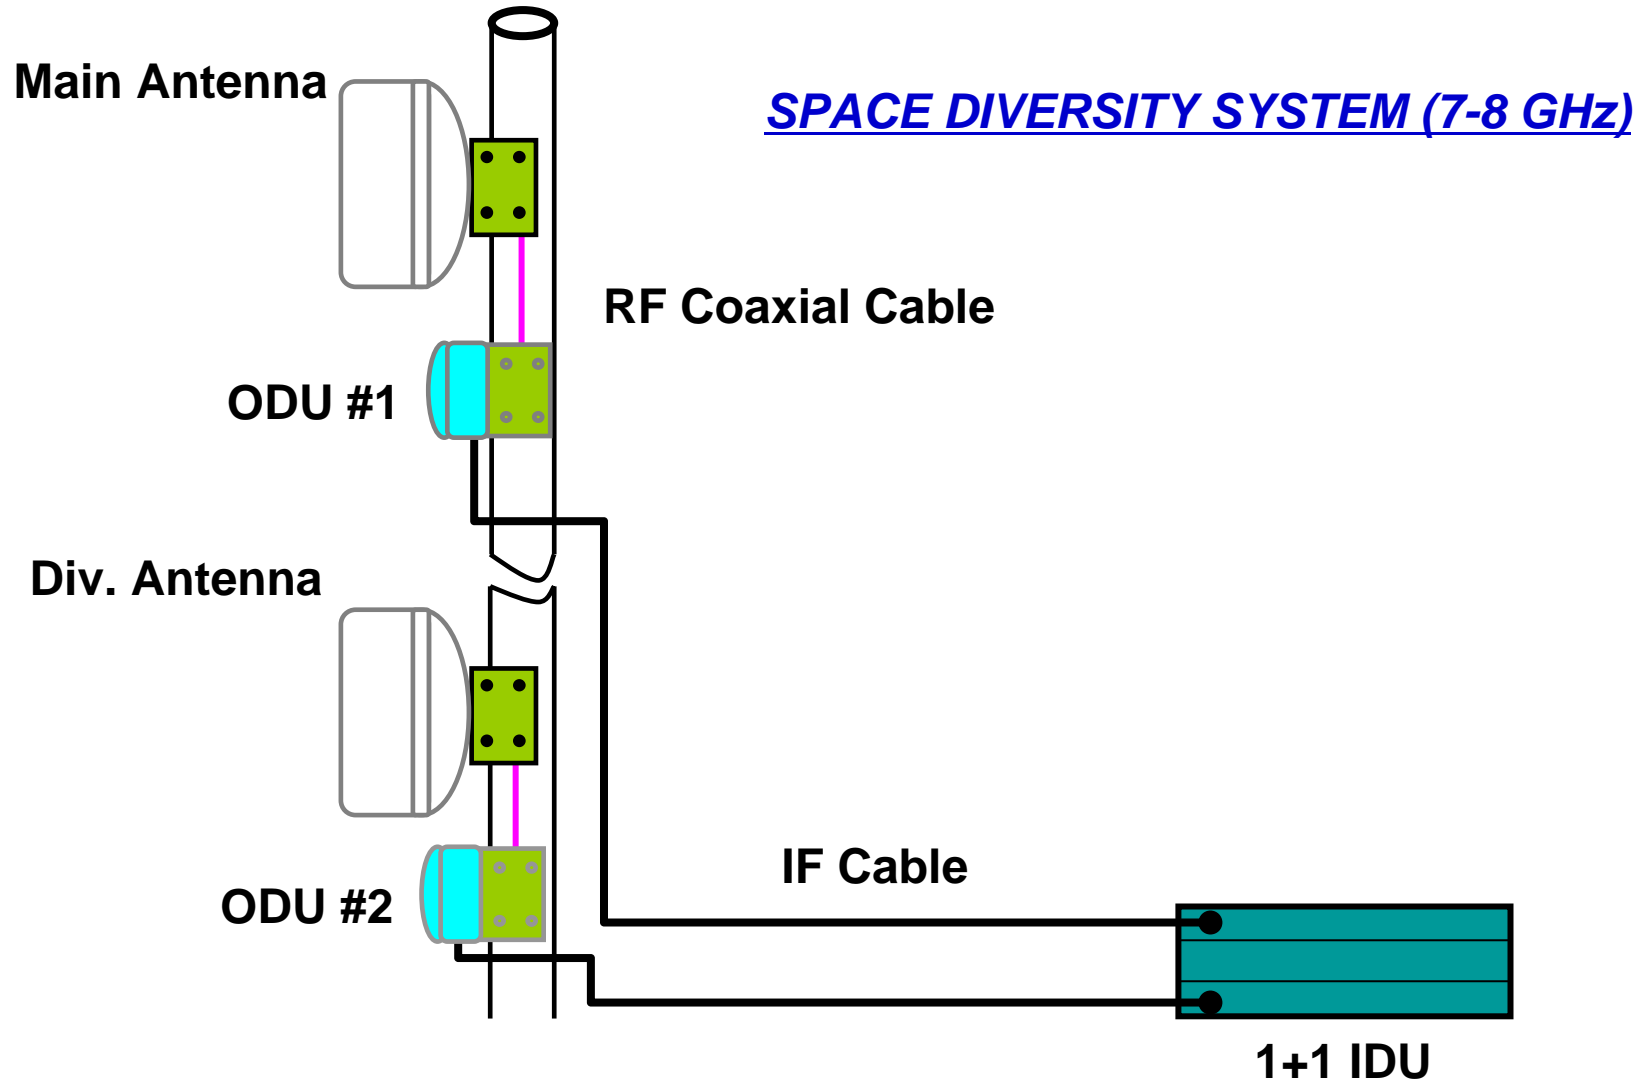 Main Antenna
SPACE DIVERSITY SYSTEM (7-8 GHz)
RF Coaxial Cable
ODU #1
Div. Antenna
IF Cable
ODU #2
1+1 IDU